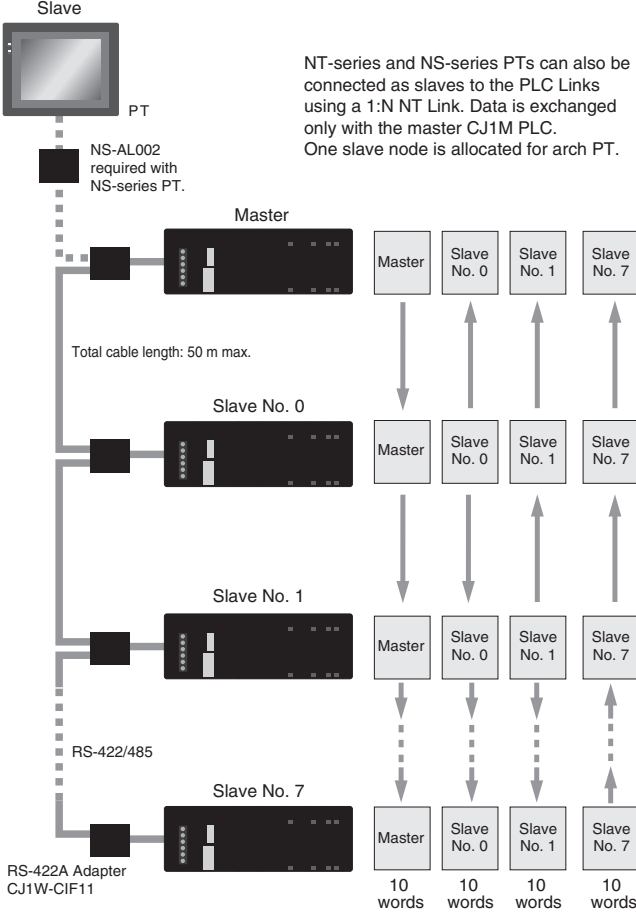 Slave
PT
NT-series and NS-series PTs can also be
connected as slaves to the PLC Links
using a 1:N NT Link. Data is exchanged
only with the master CJ1M PLC.
One slave node is allocated for arch PT.
NS-AL002
required with
NS-series PT.
Master
Master
Slave
No. 0
Slave
No. 1
Slave
No. 7
Total cable length: 50 m max.
Slave No. 0
Master
Slave
No. 0
Slave
No. 1
Slave
No. 7
Slave No. 1
Master
Slave
No. 0
Slave
No. 1
Slave
No. 7
RS-422/485
Slave No. 7
Master
Slave
No. 0
Slave
No. 1
Slave
No. 7
RS-422A Adapter
CJ1W-CIF11
10
words
10
words
10
words
10
words